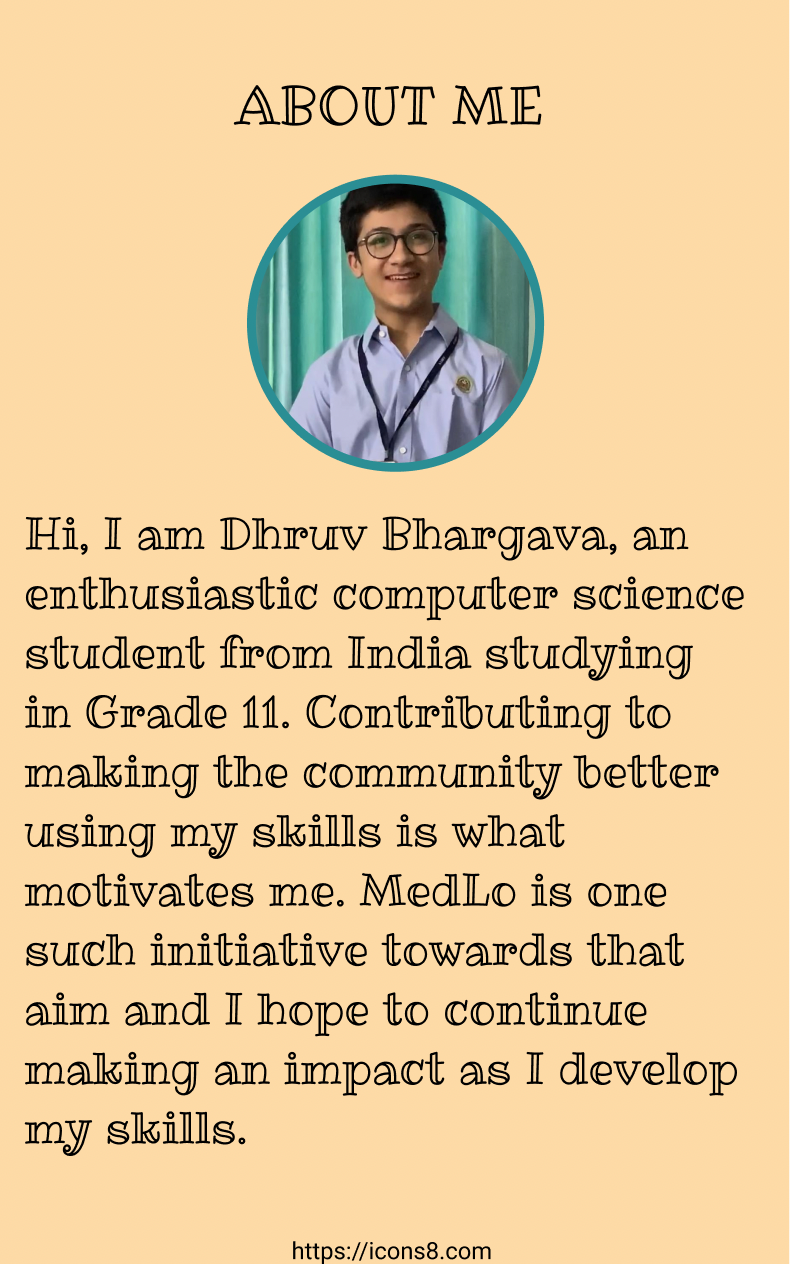 ABOUT ME
Hi, I am Dhruv Bhargava, an
enthusiastic computer science
student from India studying
in Grade 11. Contributing to
making the community better
using my skills is what
motivates me. MedLo is one
such initiative towards that
aim and I hope to continue
making an impact as I develop
my skills.
https://icons8.com